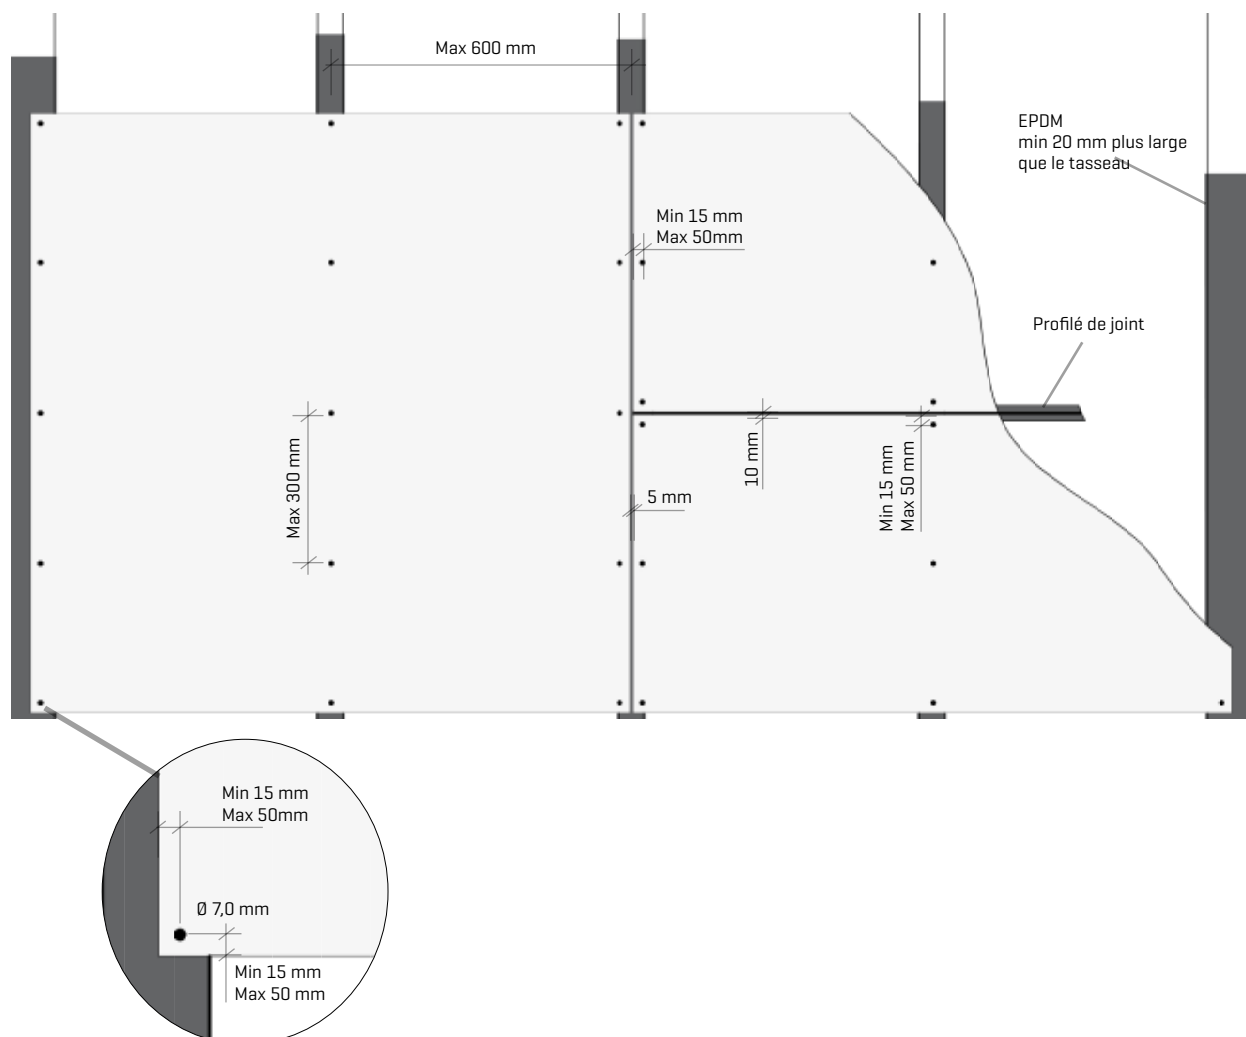 Max 600 mm
EPDM
min 20 mm plus large
que le tasseau
Min 15 mm
Max 50mm
Profilé de joint
Max 300 mm
10 mm
Min 15 mm
Max 50 mm
5 mm
Min 15 mm
Max 50mm
Ø 7,0 mm
Min 15 mm
Max 50 mm